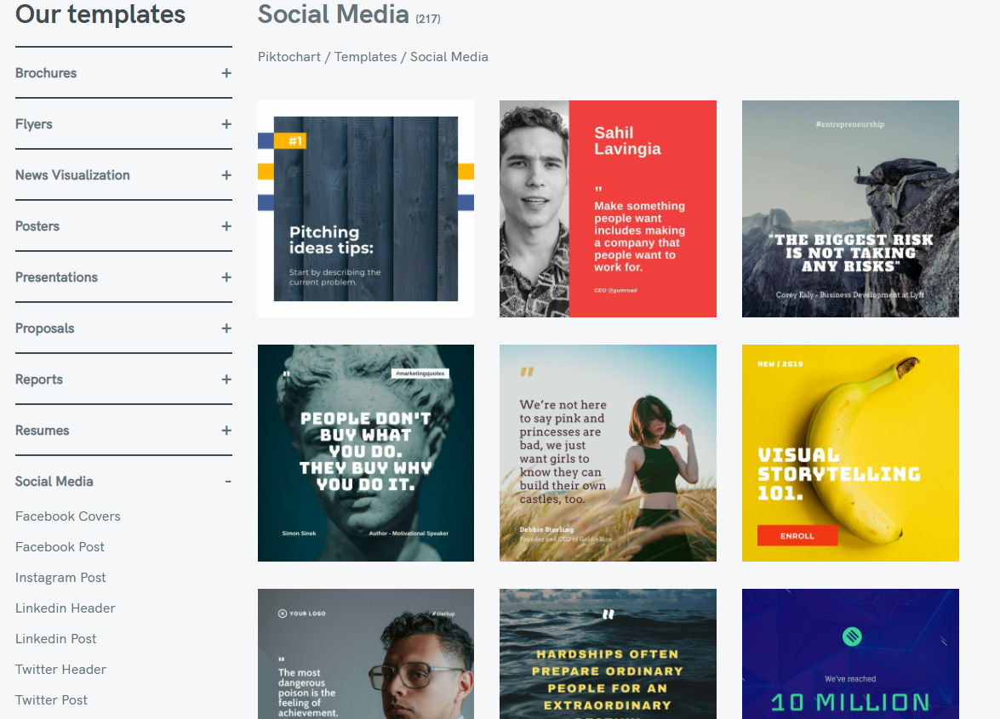 Our templates
Brochures +
Flyers +
News Visualization +
Posters +
Presentations +
Proposals +
Reports +
Resumes +
Social Media -
Facebook Covers
Facebook Post
Instagram Post
Linkedin Header
Linkedin Post
Twitter Header
Twitter Post
Social Media (217)
Piktochart / Templates / Social Media
#1
Pitching
ideas tips:
Start by describing the
current problem.
Sahil
Lavingia
"
Make something
people want
includes making
a company that
people want to
work for.
CEO @gumroad
#entrepreneurship
"THE BIGGEST RISK
IS NOT TAKING
ANY RISKS"
Corey Ealy - Business Development at Lyft
"
#marketingquotes
PEOPLE DON'T
BUY WHAT
YOU DO.
THEY BUY WHY
YOU DO IT.
Simon Sinek
Author - Motivational Speaker
"
We're not here
to say pink and
princesses are
bad, we just
want girls to
know they can
build their own
castles, too.
Debbie Sterling
Founder and CEO of GoldieBlox
NEW / 2019
VISUAL
STORYTELLING
101.
ENROLL
YOUR LOGO
#startup
"
The most
dangerous
poison is the
feeling of
achievement.
"
HARDSHIPS OFTEN
PREPARE ORDINARY
PEOPLE FOR AN
EXTRAORDINARY
We've reached
10 MILLION